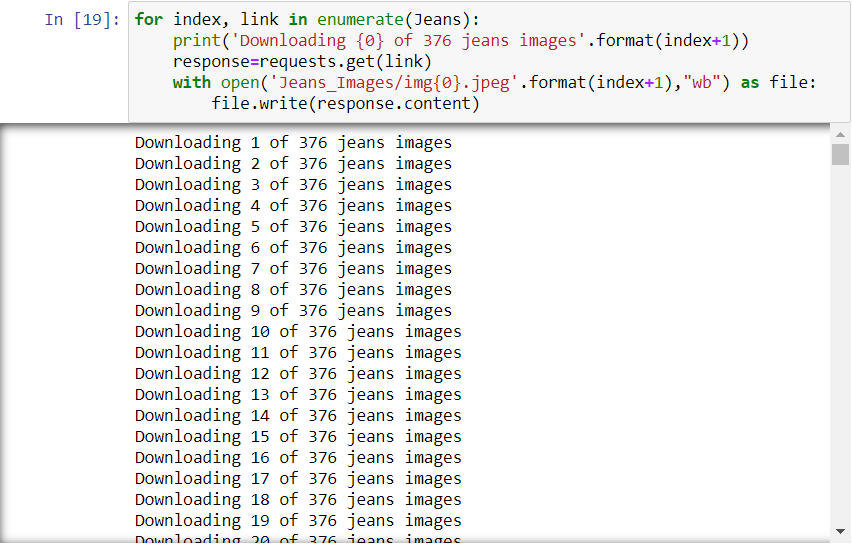 In [19]: for index, link in enumerate(Jeans):
print('Downloading {0} of 376 jeans images'.format(index+1))
response=requests.get(link)
with open('Jeans_Images/img{0}.jpeg'.format(index+1),"wb") as file:
file.write(response.content)
Downloading 1 of 376 jeans images
Downloading 2 of 376 jeans images
Downloading 3 of 376 jeans images
Downloading 4 of 376 jeans images
Downloading 5 of 376 jeans images
Downloading 6 of 376 jeans images
Downloading 7 of 376 jeans images
Downloading 8 of 376 jeans images
Downloading 9 of 376 jeans images
Downloading 10 of 376 jeans images
Downloading 11 of 376 jeans images
Downloading 12 of 376 jeans images
Downloading 13 of 376 jeans images
Downloading 14 of 376 jeans images
Downloading 15 of 376 jeans images
Downloading 16 of 376 jeans images
Downloading 17 of 376 jeans images
Downloading 18 of 376 jeans images
Downloading 19 of 376 jeans images
Downloading 20 of 376 jeans images